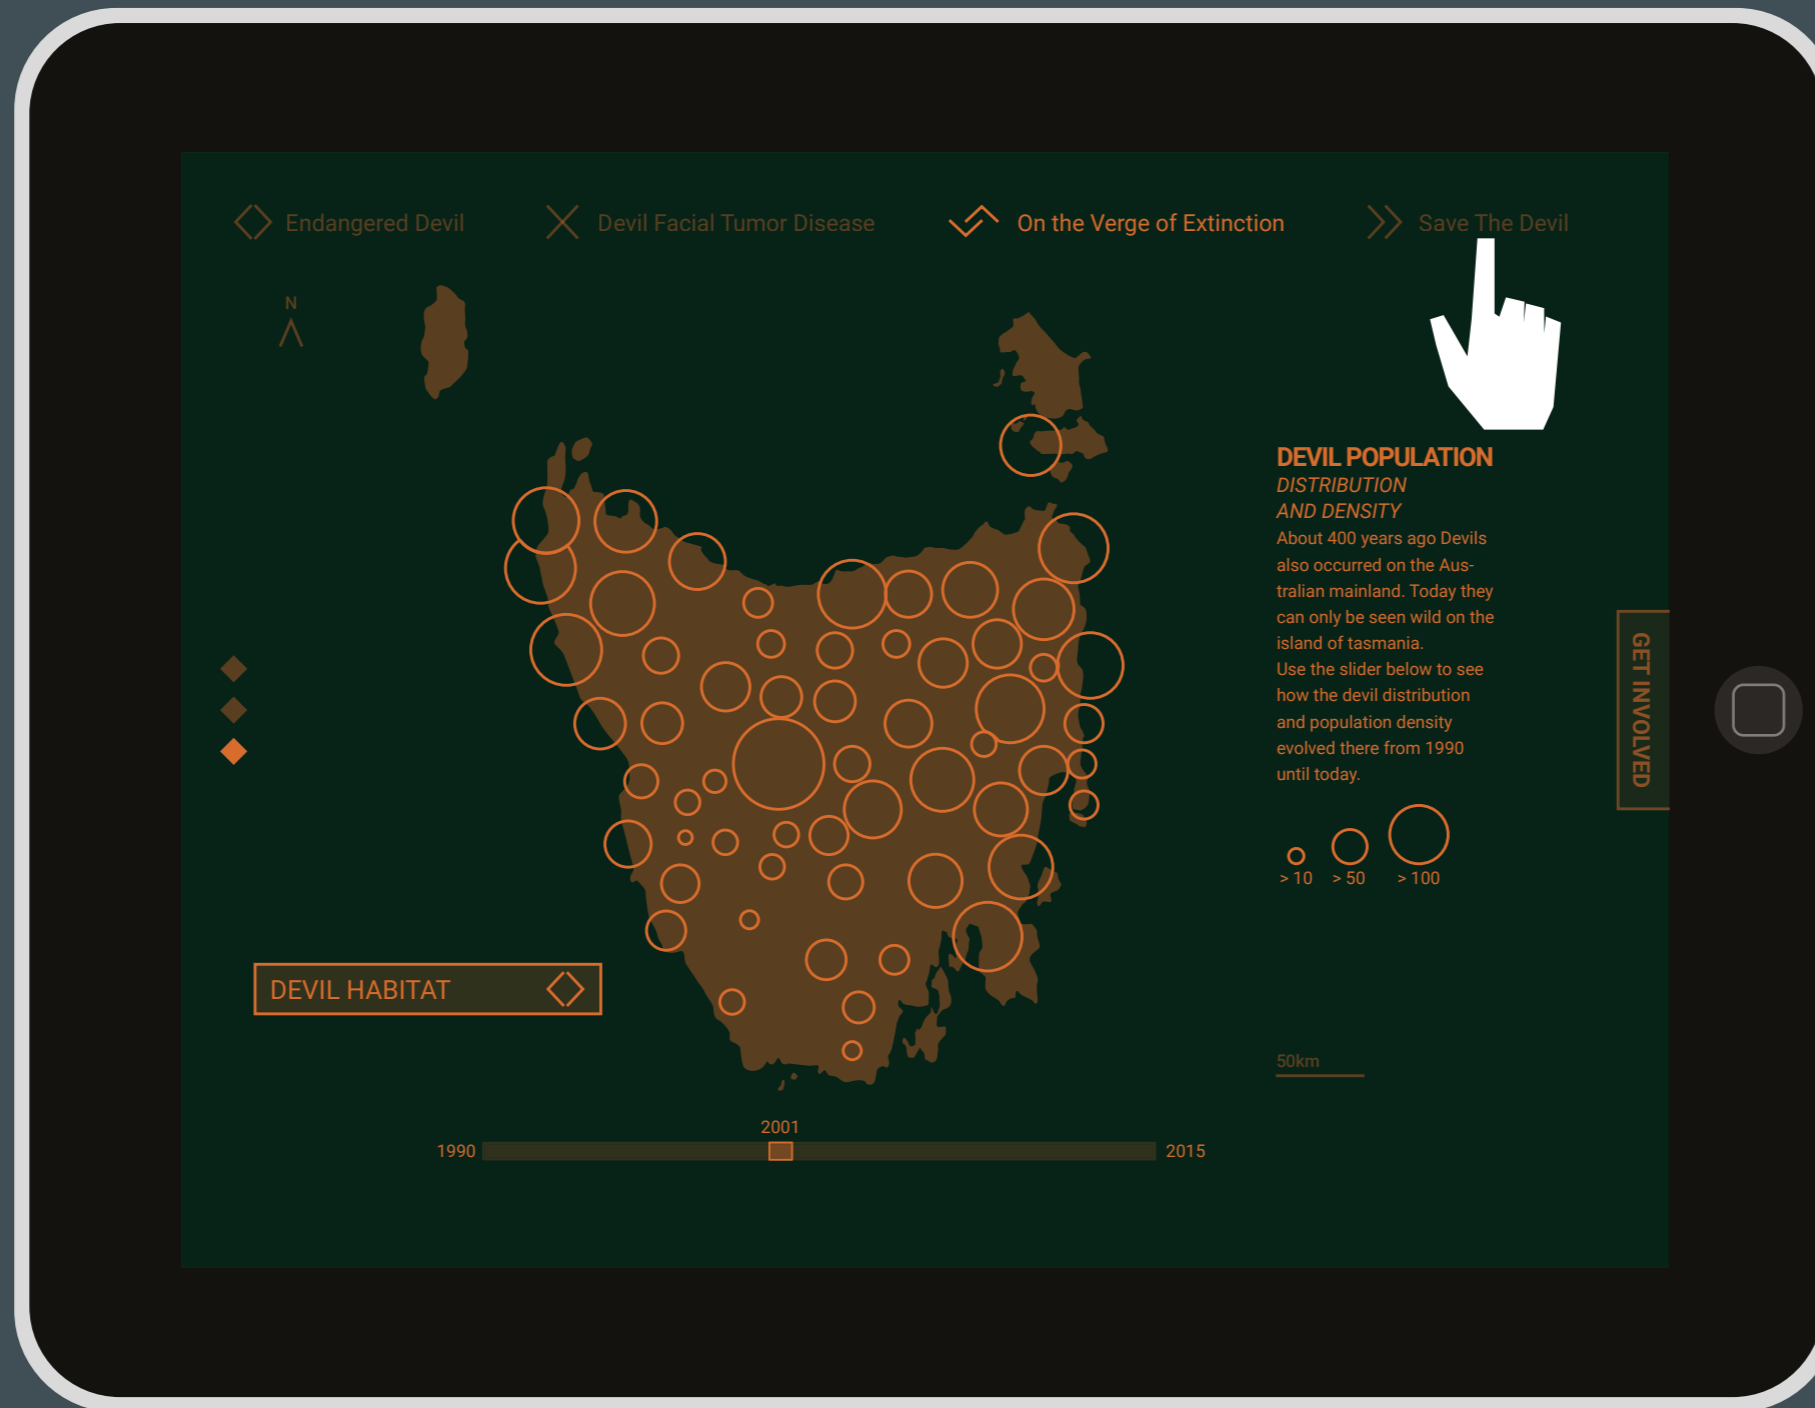 Endangered Devil
Devil Facial Tumor Disease
On the Verge of Extinction
Save The Devil
N
DEVIL POPULATION
DISTRIBUTION
AND DENSITY
About 400 years ago Devils
also occurred on the Aus-
tralian mainland. Today they
can only be seen wild on the
island of tasmania.
Use the slider below to see
how the devil distribution
and population density
evolved there from 1990
until today.
> 10
> 50
> 100
GET INVOLVED
DEVIL HABITAT
50km
2001
1990
2015